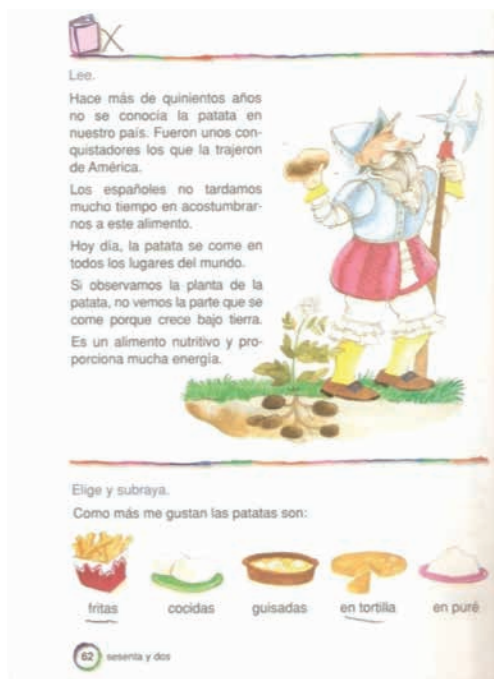 Lee.
Hace más de quinientos años
no se conocía la patata en
nuestro país. Fueron unos con-
quistadores los que la trajeron
de América.
Los españoles no tardamos
mucho tiempo en acostumbrar-
nos a este alimento.
Hoy día, la patata se come en
todos los lugares del mundo.
Si observamos la planta de la
patata, no vemos la parte que se
come porque crece bajo tierra.
Es un alimento nutritivo y pro-
porciona mucha energía.
Elige y subraya.
Como más me gustan las patatas son:
fritas cocidas guisadas en tortilla en puré
62 sesenta y dos